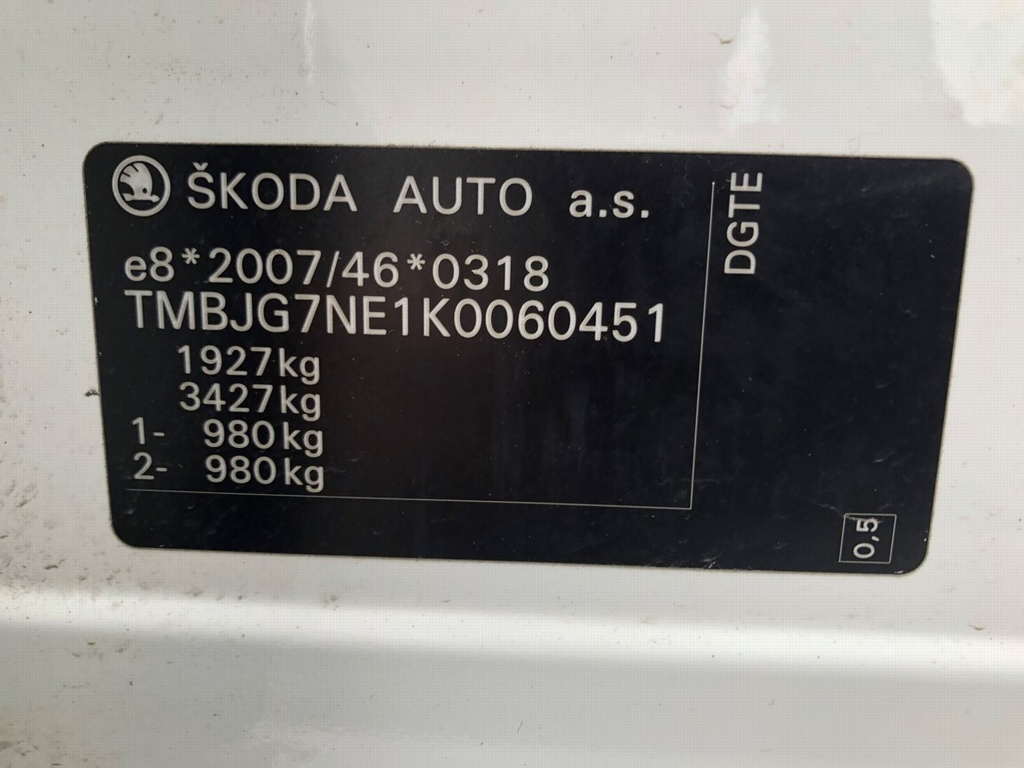 ŠKODA AUTO a.s.
e8*2007/46*0318
TMBJG7NE1K0060451
1927kg
3427kg
1- 980kg
2- 980kg
DGTE
0,5